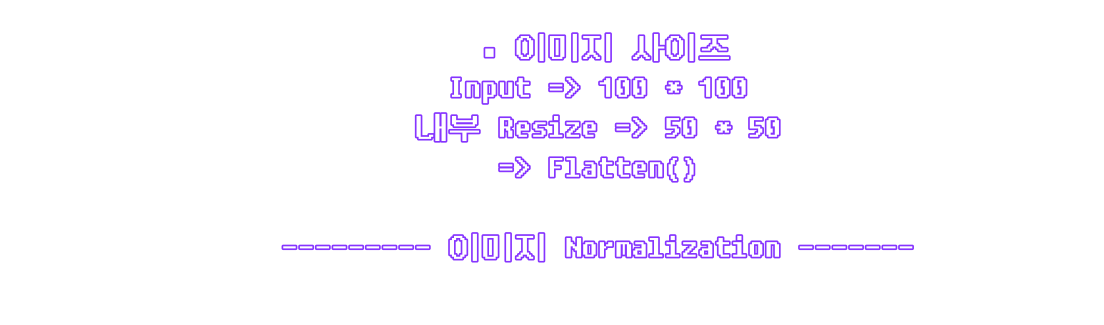 . 이미지 사이즈
Input => 100 * 100
내부 Resize => 50 * 50
=> Flatten()
--------- 이미지 Normalization -------